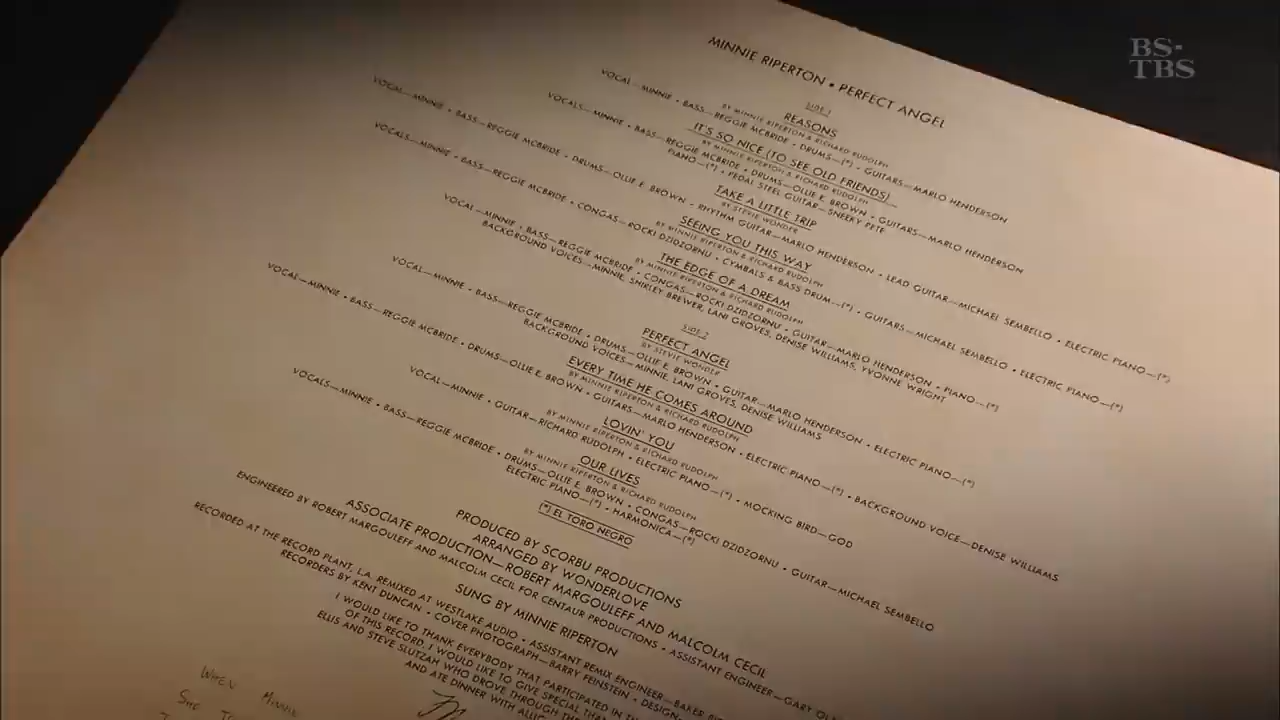 BS-
TBS
MINNIE RIPERTON • PERFECT ANGEL
SIDE 1
REASONS
BY MINNIE RIPERTON & RICHARD RUDOLPH
VOCAL—MINNIE • BASS—REGGIE MCBRIDE • DRUMS—(*) • GUITARS—MARLO HENDERSON
IT'S SO NICE (TO SEE OLD FRIENDS)
BY MINNIE RIPERTON & RICHARD RUDOLPH
VOCALS—MINNIE • BASS—REGGIE MCBRIDE • DRUMS—OLLIE E. BROWN • GUITARS—MARLO HENDERSON
PIANO—(*) • PEDAL STEEL GUITAR—SNEEKY PETE
TAKE A LITTLE TRIP
BY STEVIE WONDER
VOCAL—MINNIE • BASS—REGGIE MCBRIDE • DRUMS—OLLIE E. BROWN • RHYTHM GUITAR—MARLO HENDERSON • LEAD GUITAR—MICHAEL SEMBELLO • ELECTRIC PIANO—(*)
SEEING YOU THIS WAY
BY MINNIE RIPERTON & RICHARD RUDOLPH
VOCALS—MINNIE • BASS—REGGIE MCBRIDE • CONGAS—ROCKI DZIDZORNU • CYMBALS & BASS DRUM—(*) • GUITARS—MICHAEL SEMBELLO • ELECTRIC PIANO—(*)
THE EDGE OF A DREAM
BY MINNIE RIPERTON & RICHARD RUDOLPH
VOCAL—MINNIE • BASS—REGGIE MCBRIDE • CONGAS—ROCKI DZIDZORNU • GUITAR—MARLO HENDERSON • PIANO—(*)
BACKGROUND VOICES—MINNIE, SHIRLEY BREWER, LANI GROVES, DENISE WILLIAMS, YVONNE WRIGHT
SIDE 2
PERFECT ANGEL
BY STEVIE WONDER
VOCAL—MINNIE • BASS—REGGIE MCBRIDE • DRUMS—OLLIE E. BROWN • GUITAR—MARLO HENDERSON • ELECTRIC PIANO—(*)
BACKGROUND VOICES—MINNIE, LANI GROVES, DENISE WILLIAMS
EVERY TIME HE COMES AROUND
BY MINNIE RIPERTON & RICHARD RUDOLPH
VOCAL—MINNIE • BASS—REGGIE MCBRIDE • DRUMS—OLLIE E. BROWN • GUITARS—MARLO HENDERSON • ELECTRIC PIANO—(*) • BACKGROUND VOICE—DENISE WILLIAMS
LOVIN' YOU
BY MINNIE RIPERTON & RICHARD RUDOLPH
VOCAL—MINNIE • GUITAR—RICHARD RUDOLPH • ELECTRIC PIANO—(*) • MOCKING BIRD—GOD
OUR LIVES
BY MINNIE RIPERTON & RICHARD RUDOLPH
VOCALS—MINNIE • BASS—REGGIE MCBRIDE • DRUMS—OLLIE E. BROWN • CONGAS—ROCKI DZIDZORNU • GUITAR—MICHAEL SEMBELLO
ELECTRIC PIANO—(*) • HARMONICA—(*)
(*) EL TORO NEGRO
PRODUCED BY SCORBU PRODUCTIONS
ARRANGED BY WONDERLOVE
ASSOCIATE PRODUCTION—ROBERT MARGOULEFF AND MALCOLM CECIL
ENGINEERED BY ROBERT MARGOULEFF AND MALCOLM CECIL FOR CENTAUR PRODUCTIONS • ASSISTANT ENGINEER—GARY
SUNG BY MINNIE RIPERTON
RECORDED AT THE RECORD PLANT, L.A. REMIXED AT WESTLAKE AUDIO • ASSISTANT REMIX ENGINEER—BAKER
RECORDERS BY KENT DUNCAN • COVER PHOTOGRAPH—BARRY FEINSTEIN • DESIGN
I WOULD LIKE TO THANK EVERYBODY THAT PARTICIPATED IN THE
OF THIS RECORD. I WOULD LIKE TO GIVE SPECIAL
ELLIS AND STEVE SLUTZAH WHO DROVE THROUGH THE
AND ATE DINNER WITH
WHEN MINNIE
SHE